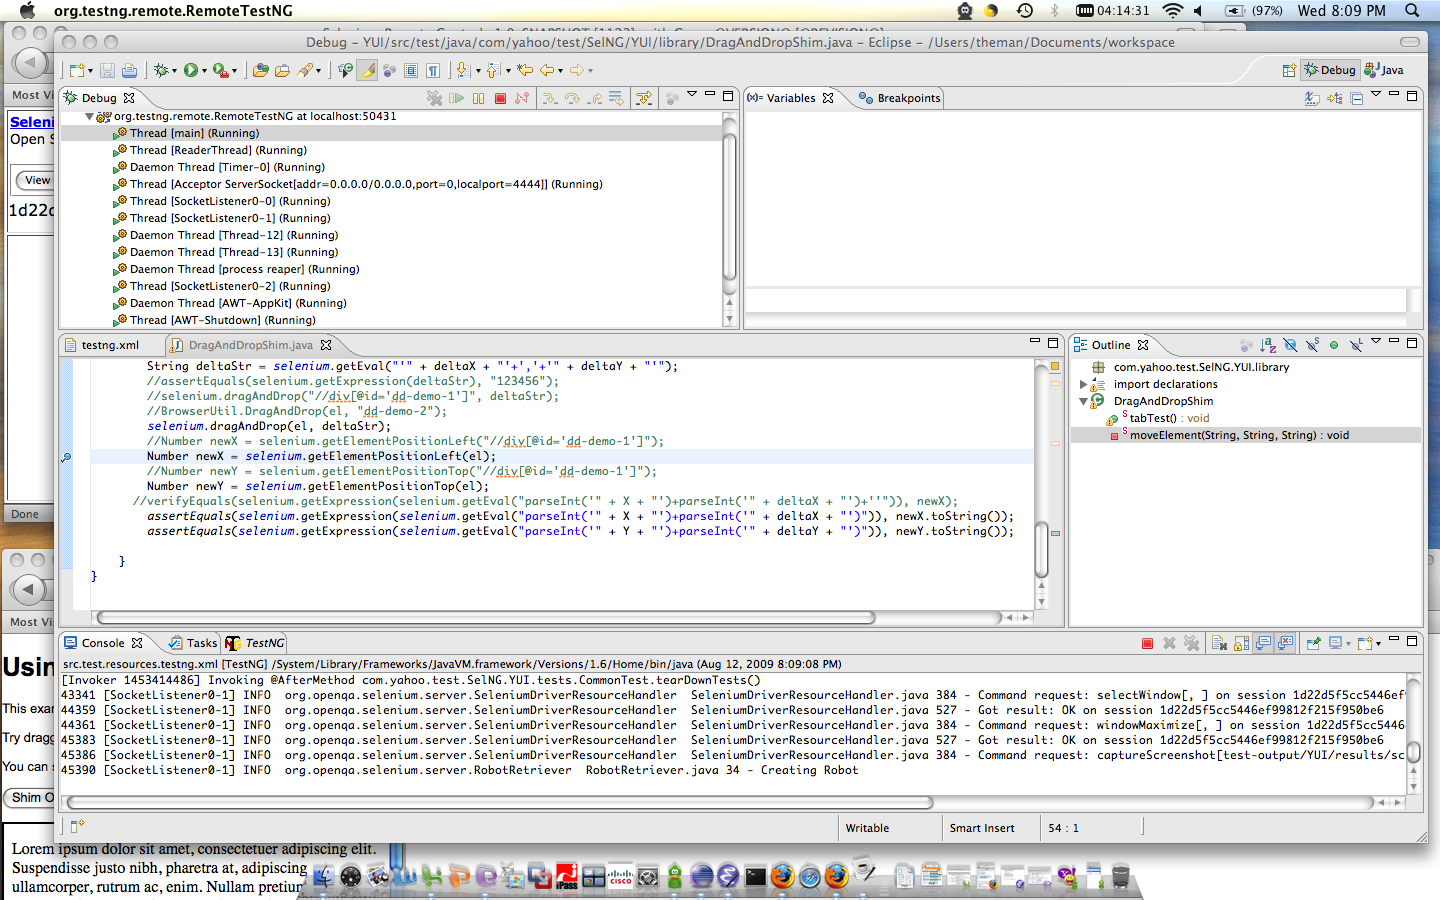 org.testng.remote.RemoteTestNG
04:14:31
(97%)
Wed 8:09 PM
Debug – YUI/src/test/java/com/yahoo/test/SelNG/YUI/library/DragAndDropShim.java – Eclipse – /Users/theman/Documents/workspace
Debug
Java
Most Vi
Seleni
Open S
View
1d22c
Done
Debug
org.testng.remote.RemoteTestNG at localhost:50431
Thread [main] (Running)
Thread [ReaderThread] (Running)
Daemon Thread [Timer-0] (Running)
Thread [Acceptor ServerSocket[addr=0.0.0.0/0.0.0.0,port=0,localport=4444]] (Running)
Thread [SocketListener0-0] (Running)
Thread [SocketListener0-1] (Running)
Daemon Thread [Thread-12] (Running)
Daemon Thread [Thread-13] (Running)
Daemon Thread [process reaper] (Running)
Thread [SocketListener0-2] (Running)
Daemon Thread [AWT-AppKit] (Running)
Thread [AWT-Shutdown] (Running)
(x)= Variables
Breakpoints
testng.xml
DragAndDropShim.java
String deltaStr = selenium.getEval("'" + deltaX + "'+','+'" + deltaY + "'");
//assertEquals(selenium.getExpression(deltaStr), "123456");
//selenium.dragAndDrop("//div[@id='dd-demo-1']", deltaStr);
//BrowserUtil.DragAndDrop(el, "dd-demo-2");
selenium.dragAndDrop(el, deltaStr);
//Number newX = selenium.getElementPositionLeft("//div[@id='dd-demo-1']");
Number newX = selenium.getElementPositionLeft(el);
//Number newY = selenium.getElementPositionTop("//div[@id='dd-demo-1']");
Number newY = selenium.getElementPositionTop(el);
//verifyEquals(selenium.getExpression(selenium.getEval("parseInt('" + X + "')+parseInt('" + deltaX + "')+''")), newX);
assertEquals(selenium.getExpression(selenium.getEval("parseInt('" + X + "')+parseInt('" + deltaX + "')")), newX.toString());
assertEquals(selenium.getExpression(selenium.getEval("parseInt('" + Y + "')+parseInt('" + deltaY + "')")), newY.toString());
}
}
Outline
com.yahoo.test.SelNG.YUI.library
import declarations
DragAndDropShim
tabTest() : void
moveElement(String, String, String) : void
Most Vi
Usin
This exar
Try dragg
You can s
Shim O
Console
Tasks
TestNG
src.test.resources.testng.xml [TestNG] /System/Library/Frameworks/JavaVM.framework/Versions/1.6/Home/bin/java (Aug 12, 2009 8:09:08 PM)
[Invoker 1453414486] Invoking @AfterMethod com.yahoo.test.SelNG.YUI.tests.CommonTest.tearDownTests()
43341 [SocketListener0-1] INFO org.openqa.selenium.server.SeleniumDriverResourceHandler SeleniumDriverResourceHandler.java 384 - Command request: selectWindow[, ] on session 1d22d5f5cc5446ef
44359 [SocketListener0-1] INFO org.openqa.selenium.server.SeleniumDriverResourceHandler SeleniumDriverResourceHandler.java 527 - Got result: OK on session 1d22d5f5cc5446ef99812f215f950be6
44361 [SocketListener0-1] INFO org.openqa.selenium.server.SeleniumDriverResourceHandler SeleniumDriverResourceHandler.java 384 - Command request: windowMaximize[, ] on session 1d22d5f5cc5446
45383 [SocketListener0-1] INFO org.openqa.selenium.server.SeleniumDriverResourceHandler SeleniumDriverResourceHandler.java 527 - Got result: OK on session 1d22d5f5cc5446ef99812f215f950be6
45386 [SocketListener0-1] INFO org.openqa.selenium.server.SeleniumDriverResourceHandler SeleniumDriverResourceHandler.java 384 - Command request: captureScreenshot[test-output/YUI/results/sc
45390 [SocketListener0-1] INFO org.openqa.selenium.server.RobotRetriever RobotRetriever.java 34 - Creating Robot
Writable
Smart Insert
54 : 1
Lorem ipsum dolor sit amet, consectetuer adipiscing elit.
Suspendisse justo nibh, pharetra at, adipiscing
ullamcorper, rutrum ac, enim. Nullam pretiu
iPass
CISCO